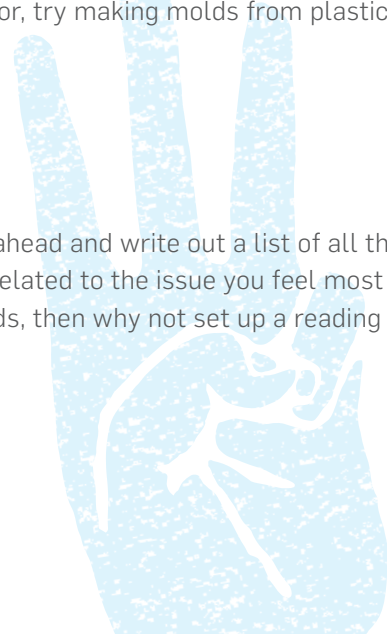 or, try making molds from plastic
ahead and write out a list of all th
elated to the issue you feel most
ds, then why not set up a reading